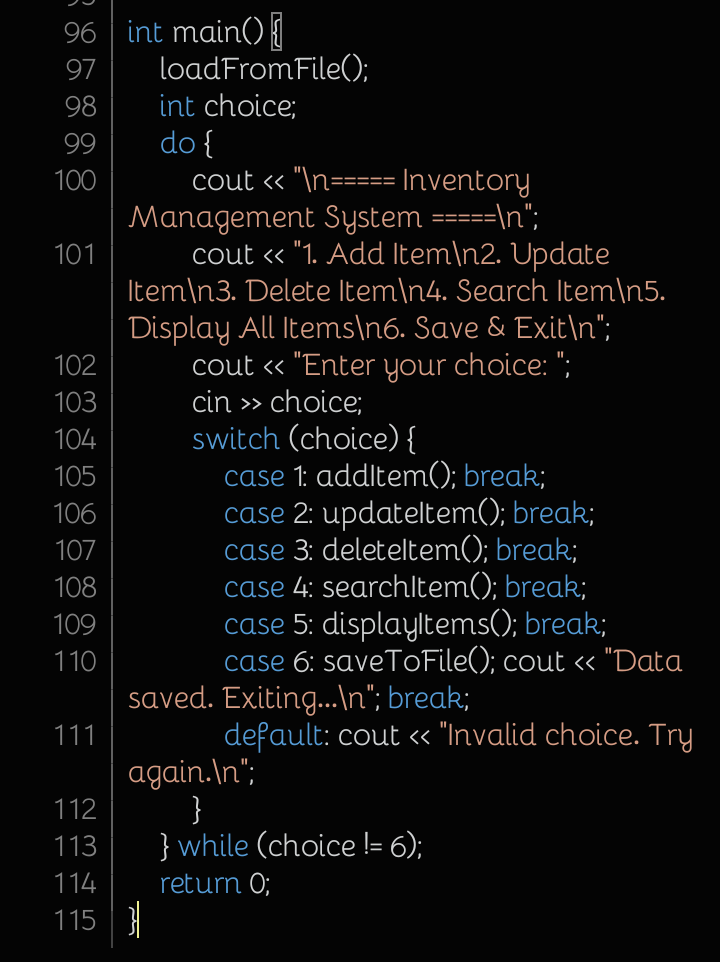 95
96 int main() {
97 loadFromFile();
98 int choice;
99 do {
100 cout << "\n===== Inventory
Management System =====\n";
101 cout << "1. Add Item\n2. Update
Item\n3. Delete Item\n4. Search Item\n5.
Display All Items\n6. Save & Exit\n";
102 cout << "Enter your choice: ";
103 cin >> choice;
104 switch (choice) {
105 case 1: addItem(); break;
106 case 2: updateItem(); break;
107 case 3: deleteItem(); break;
108 case 4: searchItem(); break;
109 case 5: displayItems(); break;
110 case 6: saveToFile(); cout << "Data
saved. Exiting...\n"; break;
111 default: cout << "Invalid choice. Try
again.\n";
112 }
113 } while (choice != 6);
114 return 0;
115 }